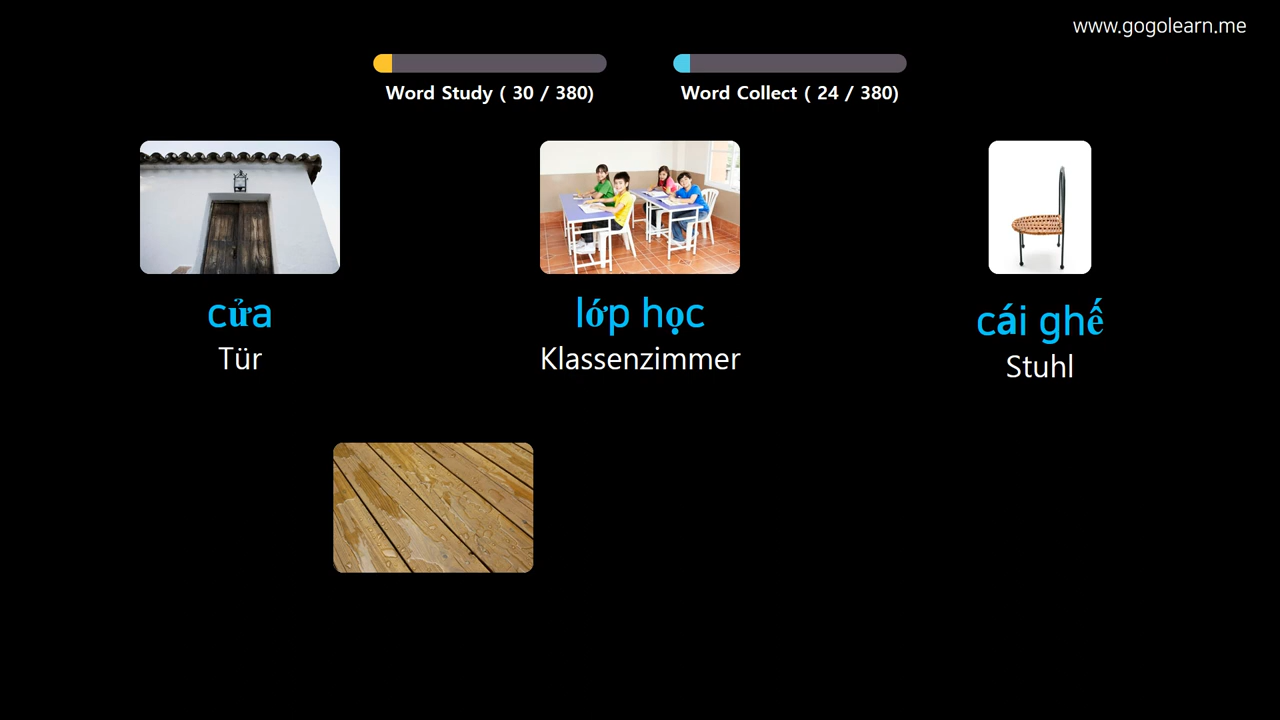 www.gogolearn.me
Word Study ( 30 / 380)
Word Collect ( 24 / 380)
cửa
Tür
lớp học
Klassenzimmer
cái ghế
Stuhl